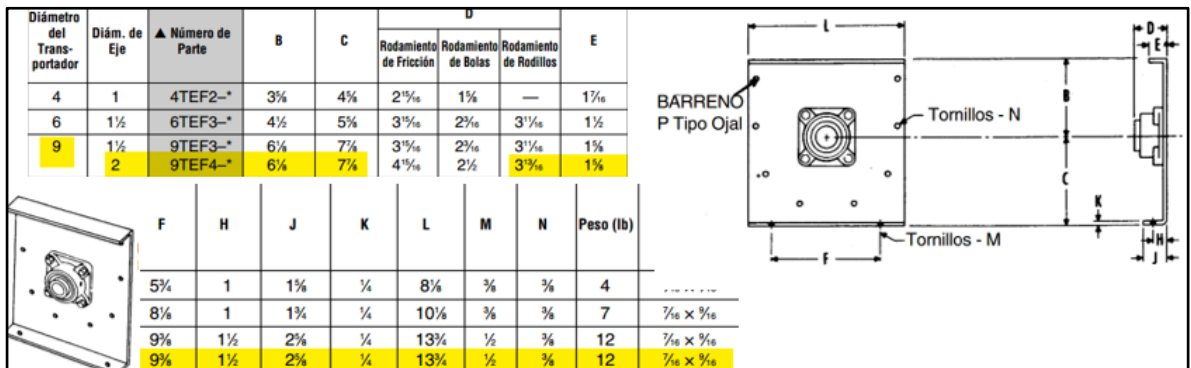 Diámetro del Trans-portador Diám. de Eje ▲ Número de Parte B C D E
Rodamiento de Fricción Rodamiento de Bolas Rodamiento de Rodillos
4 1 4TEF2–* 3⅝ 4⅝ 2¹⁵⁄₁₆ 1⅝ — 1⁷⁄₁₆
6 1½ 6TEF3–* 4½ 5⅝ 3¹⁵⁄₁₆ 2³⁄₁₆ 3¹¹⁄₁₆ 1½
9 1½ 9TEF3–* 6⅛ 7⅞ 3¹⁵⁄₁₆ 2³⁄₁₆ 3¹¹⁄₁₆ 1⅝
2 9TEF4–* 6⅛ 7⅞ 4¹⁵⁄₁₆ 2½ 3¹³⁄₁₆ 1⅝
F H J K L M N Peso (lb)
5¾ 1 1⅝ ¼ 8⅛ ⅜ ⅜ 4
8⅛ 1 1¾ ¼ 10⅛ ⅜ ⅜ 7 ⁷⁄₁₆ × ⁹⁄₁₆
9⅜ 1½ 2⅝ ¼ 13¾ ½ ⅜ 12 ⁷⁄₁₆ × ⁹⁄₁₆
9⅜ 1½ 2⅝ ¼ 13¾ ½ ⅜ 12 ⁷⁄₁₆ × ⁹⁄₁₆
L
D
E
BARRENO
P Tipo Ojal
Tornillos - N
B
C
K
Tornillos - M
F
H
J